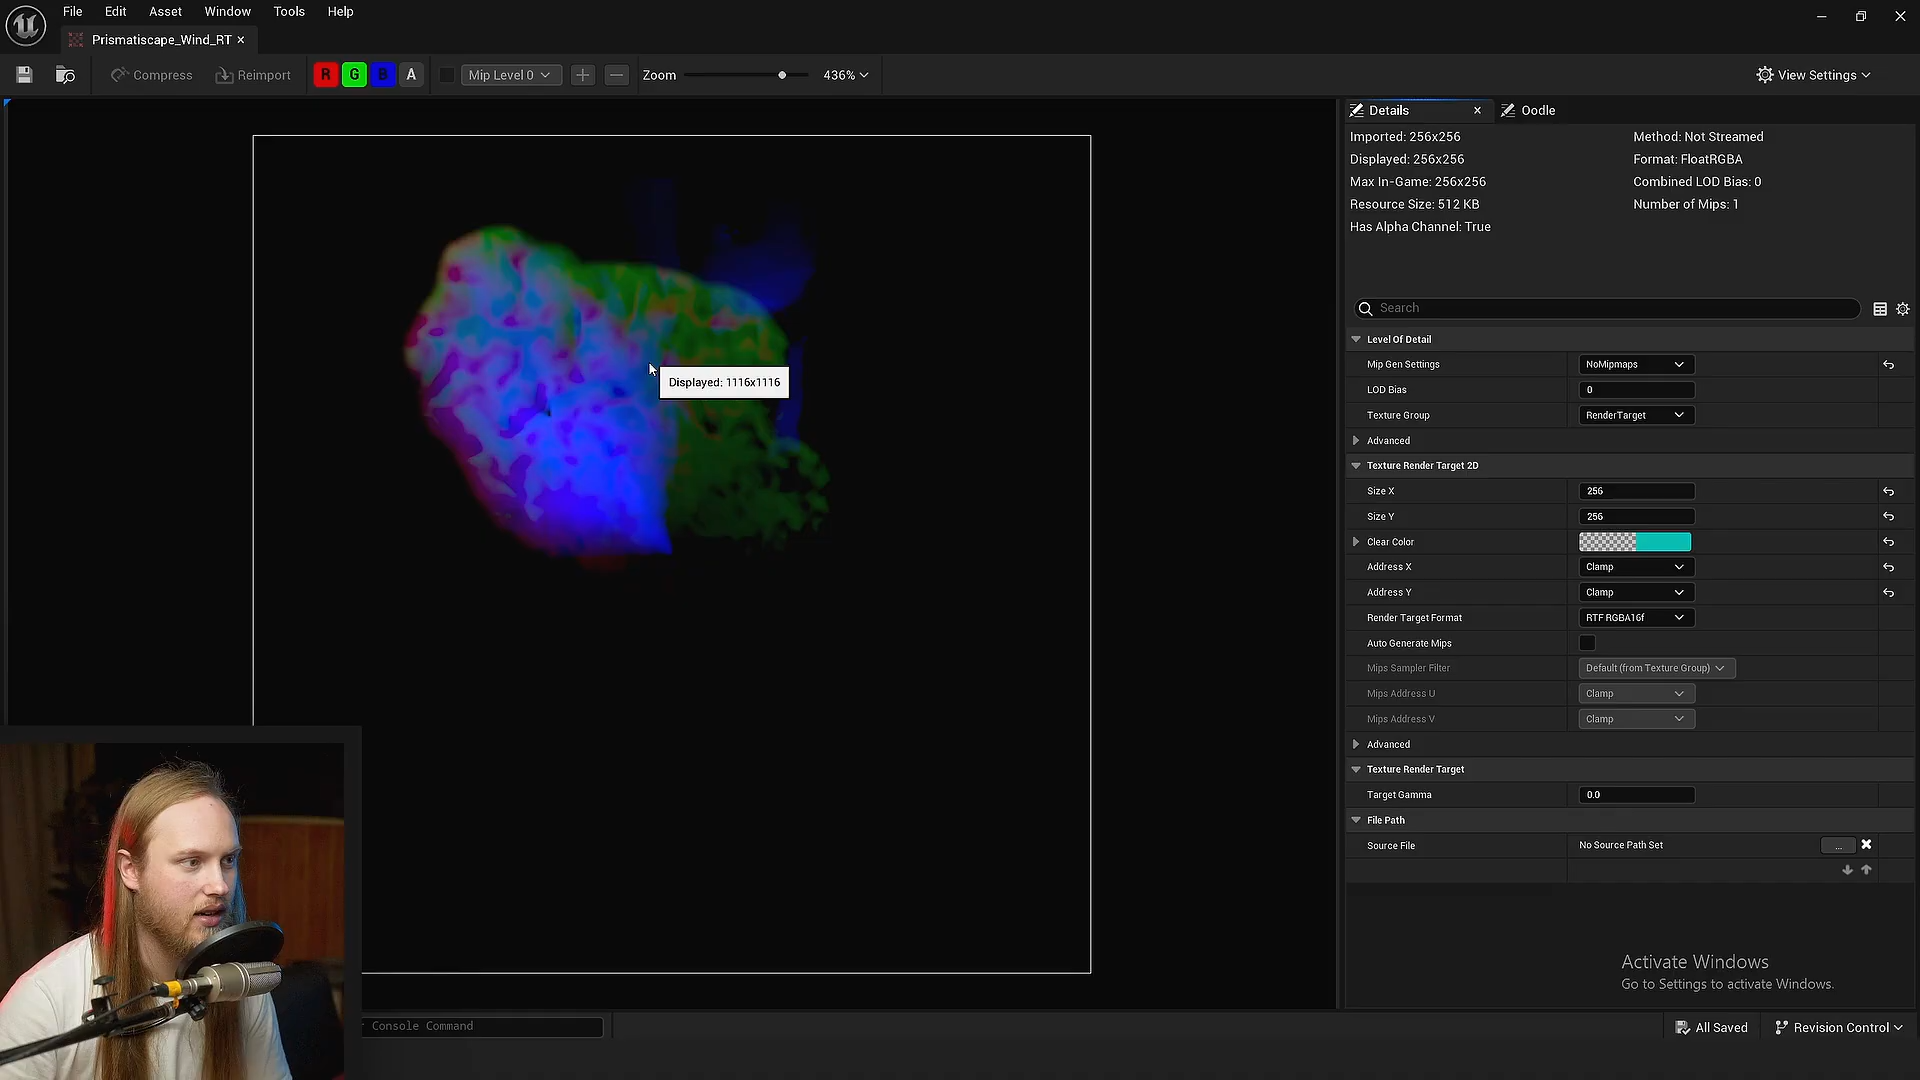 File Edit Asset Window Tools Help
Prismatiscape_Wind_RT
Compress Reimport R G B A Mip Level 0 Zoom 436% View Settings
Details Oodle
Imported: 256x256 Method: Not Streamed
Displayed: 256x256 Format: FloatRGBA
Max In-Game: 256x256 Combined LOD Bias: 0
Resource Size: 512 KB Number of Mips: 1
Has Alpha Channel: True
Search
Level Of Detail
Mip Gen Settings NoMipmaps
LOD Bias 0
Texture Group RenderTarget
Advanced
Texture Render Target 2D
Size X 256
Size Y 256
Clear Color
Address X Clamp
Address Y Clamp
Render Target Format RTF RGBA16f
Auto Generate Mips
Mips Sampler Filter Default (from Texture Group)
Mips Address U Clamp
Mips Address V Clamp
Advanced
Texture Render Target
Target Gamma 0.0
File Path
Source File No Source Path Set ...
Displayed: 1116x1116
Activate Windows
Go to Settings to activate Windows.
Console Command All Saved Revision Control